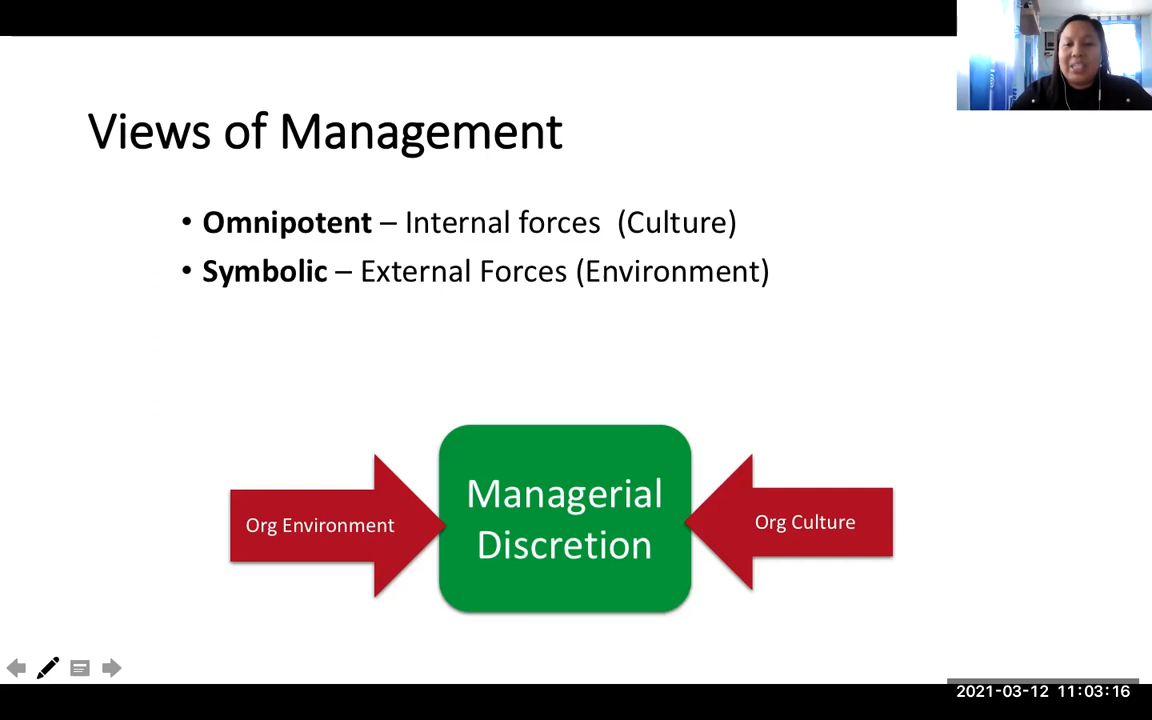 Views of Management
• Omnipotent – Internal forces (Culture)
• Symbolic – External Forces (Environment)
Org Environment
Managerial
Discretion
Org Culture
2021-03-12 11:03:16